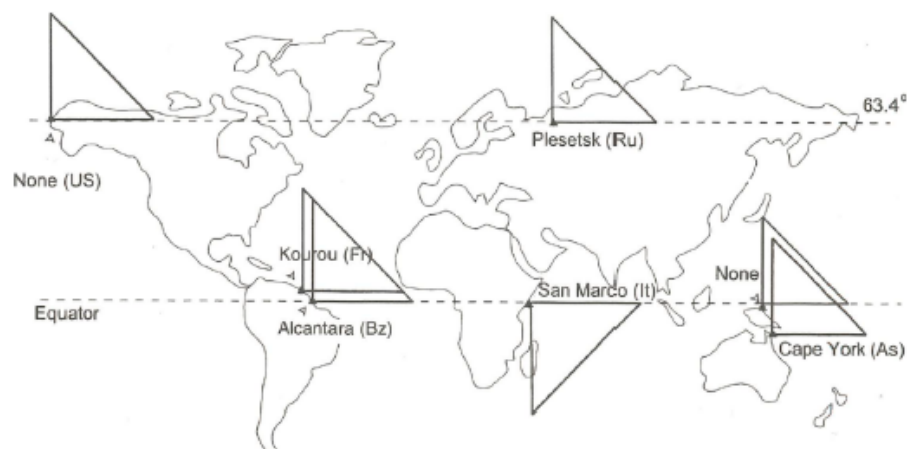 63.4°
Plesetsk (Ru)
None (US)
Kourou (Fr)
None
San Marco (It)
Equator
Alcantara (Bz)
Cape York (As)